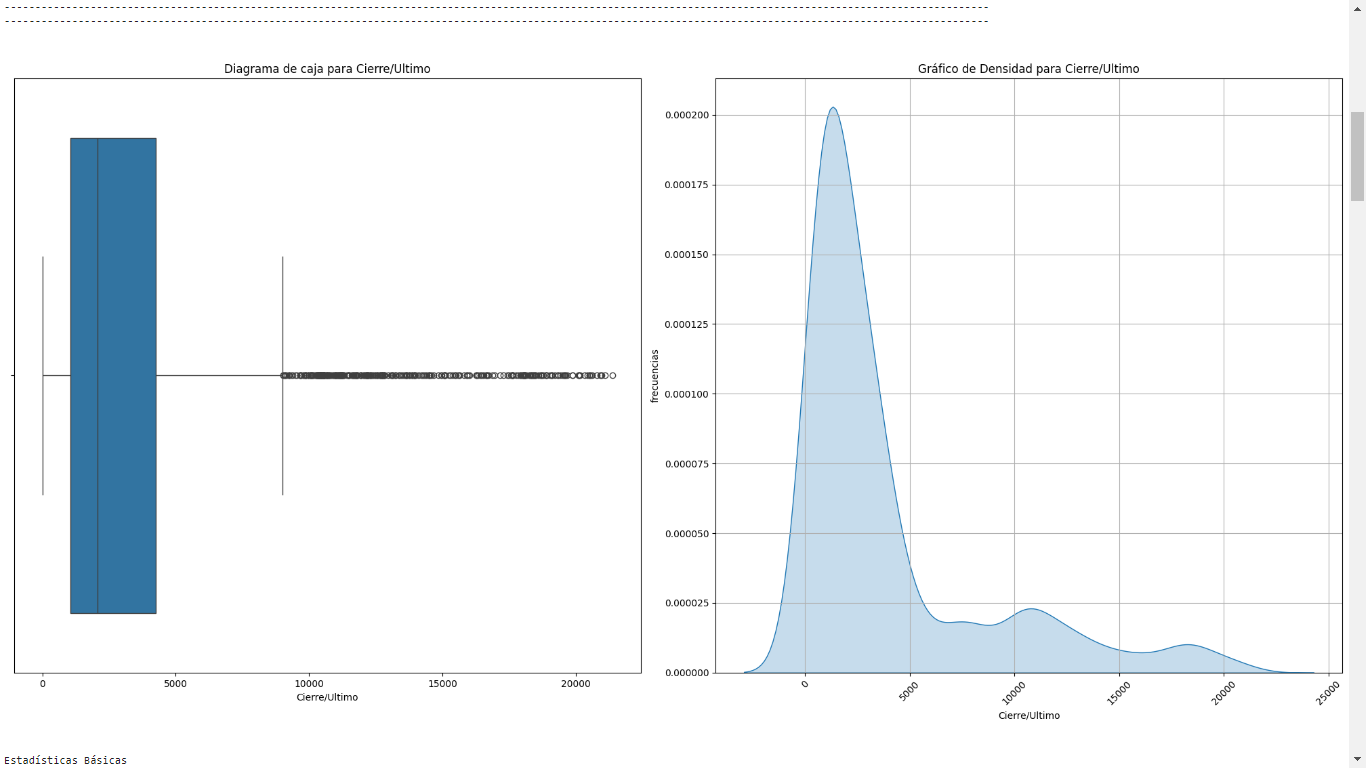 ------------------------------------------------------------------------------------------------------------------------------------------------------
------------------------------------------------------------------------------------------------------------------------------------------------------
Diagrama de caja para Cierre/Ultimo
0 5000 10000 15000 20000
Cierre/Ultimo
Gráfico de Densidad para Cierre/Ultimo
0.000200
0.000175
0.000150
0.000125
0.000100
0.000075
0.000050
0.000025
0.000000
frecuencias
0 5000 10000 15000 20000 25000
Cierre/Ultimo
Estadísticas Básicas